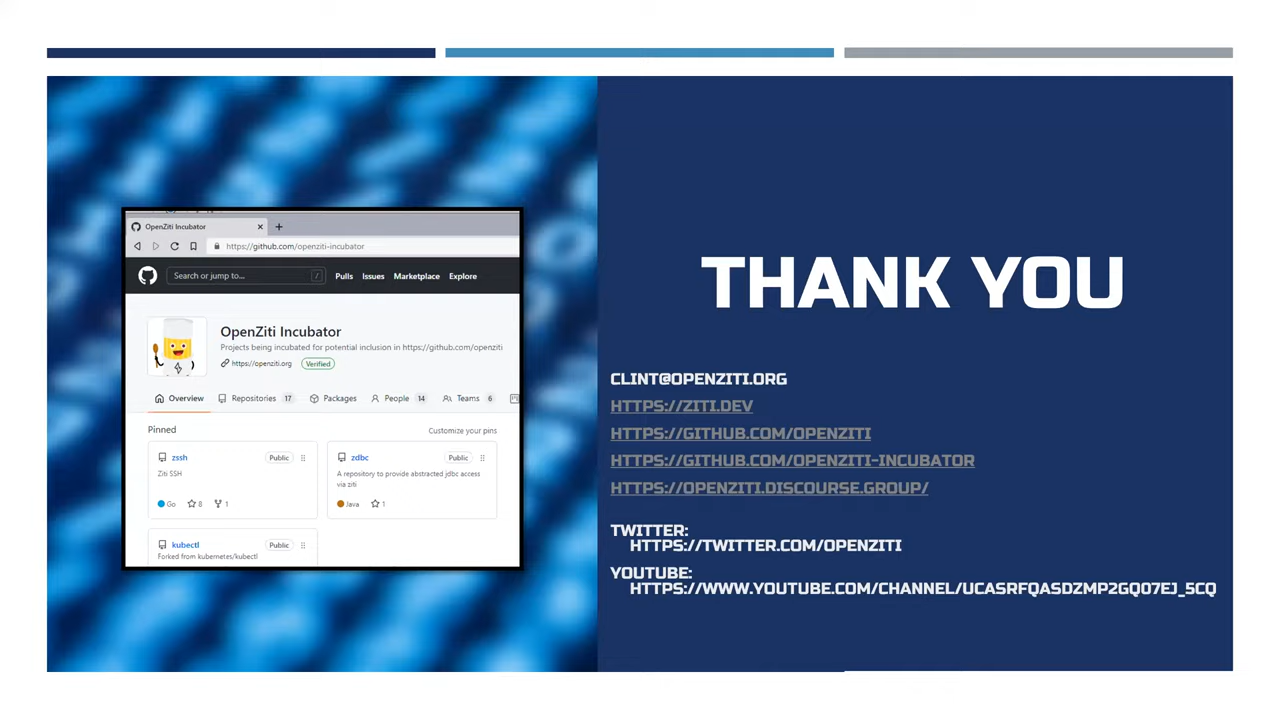 OpenZiti Incubator
https://github.com/openziti-incubator
Search or jump to... /
Pulls Issues Marketplace Explore
OpenZiti Incubator
Projects being incubated for potential inclusion in https://github.com/openziti
https://openziti.org Verified
Overview Repositories 17 Packages People 14 Teams 6
Pinned Customize your pins
zssh Public
Ziti SSH
Go 8 1
zdbc Public
A repository to provide abstracted jdbc access
via ziti
Java 1
kubectl Public
Forked from kubernetes/kubectl
THANK YOU
CLINT@OPENZITI.ORG
HTTPS://ZITI.DEV
HTTPS://GITHUB.COM/OPENZITI
HTTPS://GITHUB.COM/OPENZITI-INCUBATOR
HTTPS://OPENZITI.DISCOURSE.GROUP/
TWITTER:
HTTPS://TWITTER.COM/OPENZITI
YOUTUBE:
HTTPS://WWW.YOUTUBE.COM/CHANNEL/UCASRFQASDZMP2GQ07EJ_5CQ